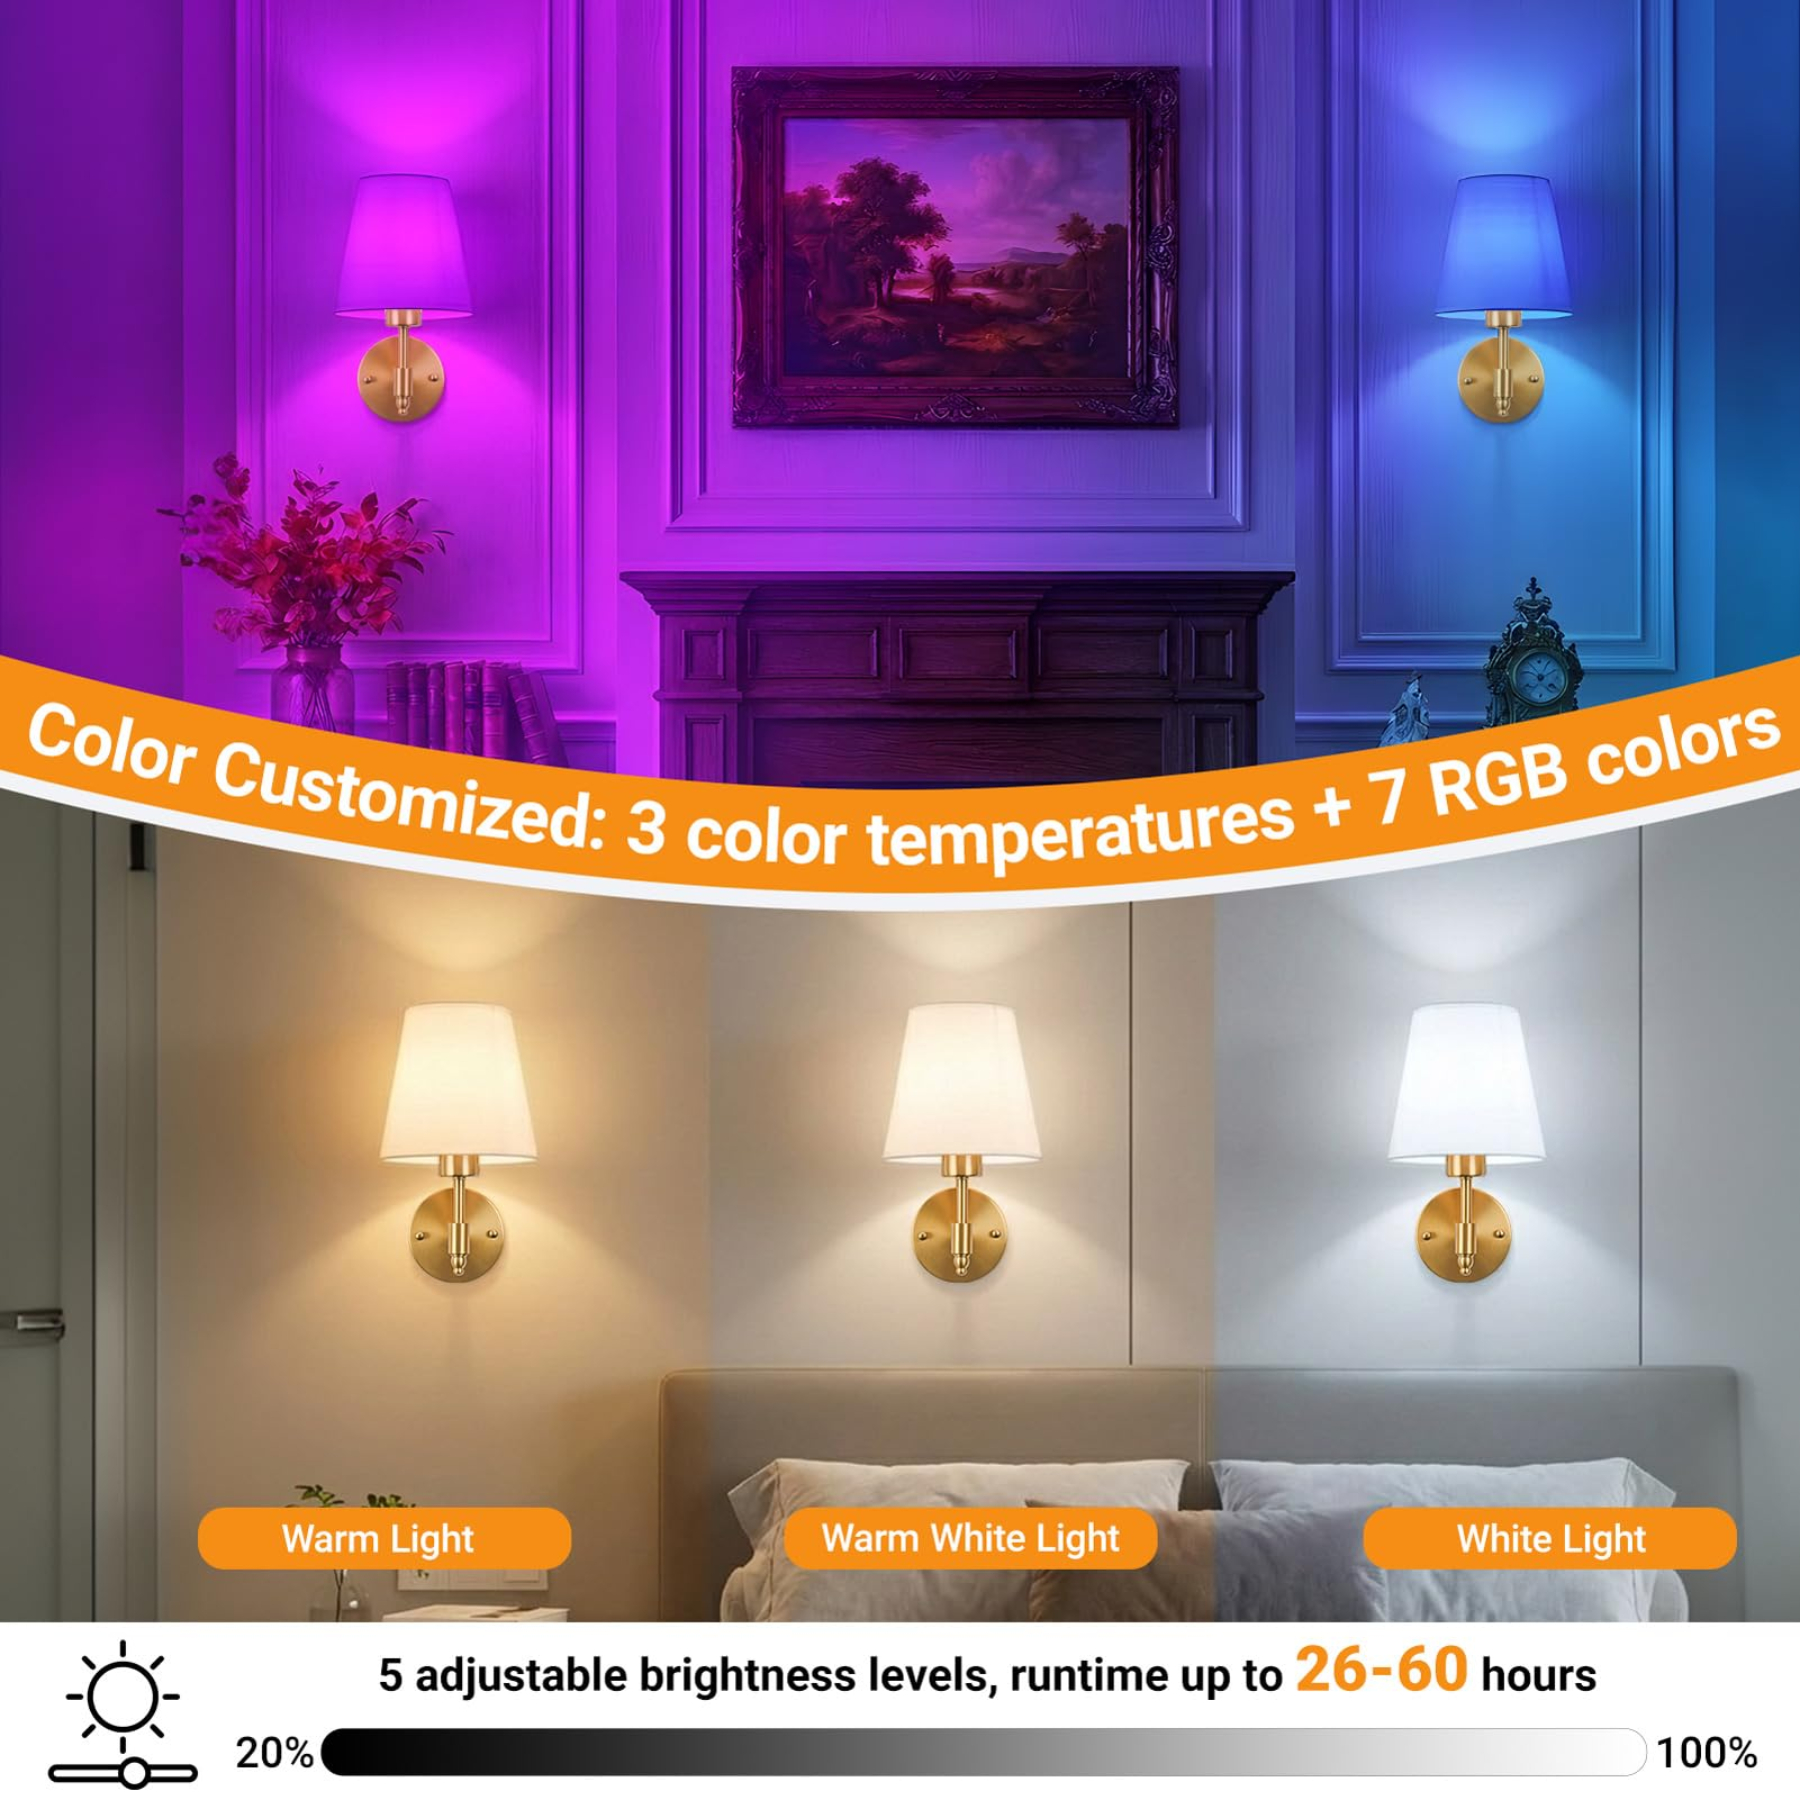 Color Customized: 3 color temperatures + 7 RGB colors
Warm Light
Warm White Light
White Light
5 adjustable brightness levels, runtime up to 26-60 hours
20%
100%